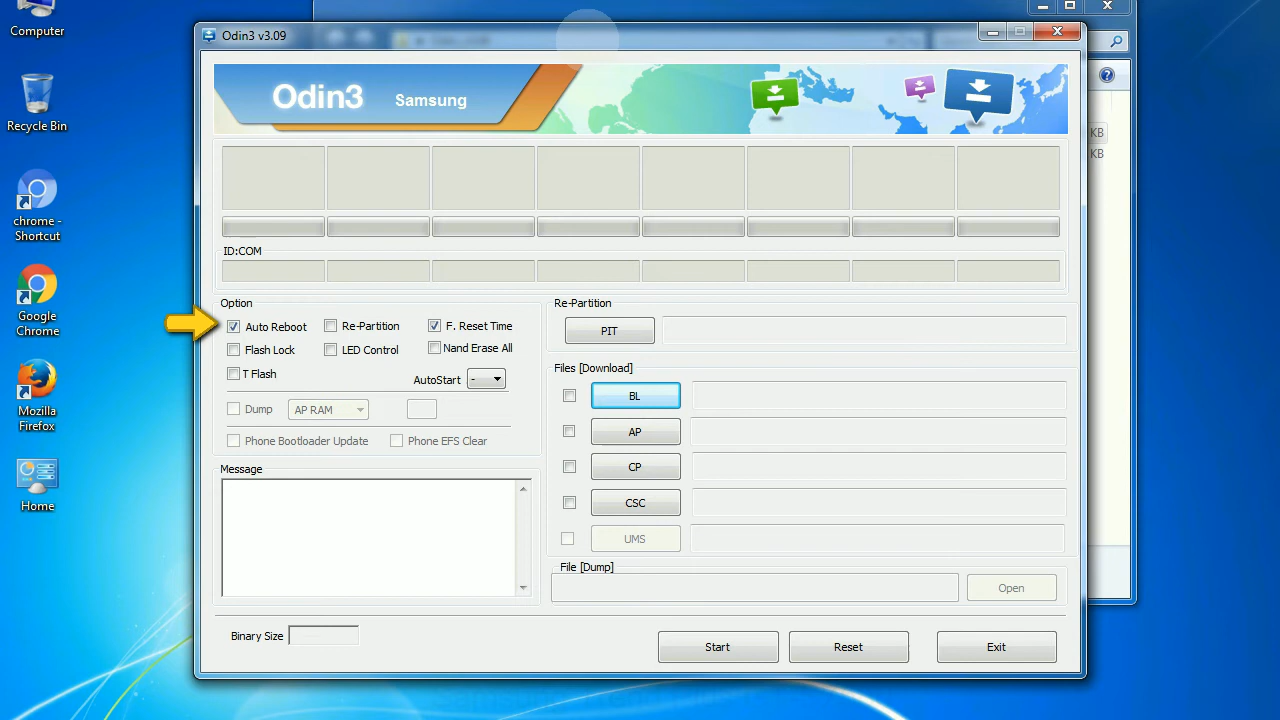 Computer
Recycle Bin
chrome -
Shortcut
Google
Chrome
Mozilla
Firefox
Home
Odin3 v3.09
Odin3 Samsung
ID:COM
Option
Auto Reboot Re-Partition F. Reset Time
Flash Lock LED Control Nand Erase All
T Flash
AutoStart -
Dump AP RAM
Phone Bootloader Update Phone EFS Clear
Message
Re-Partition
PIT
Files [Download]
BL
AP
CP
CSC
UMS
File [Dump]
Open
Binary Size
Start Reset Exit
KB
KB